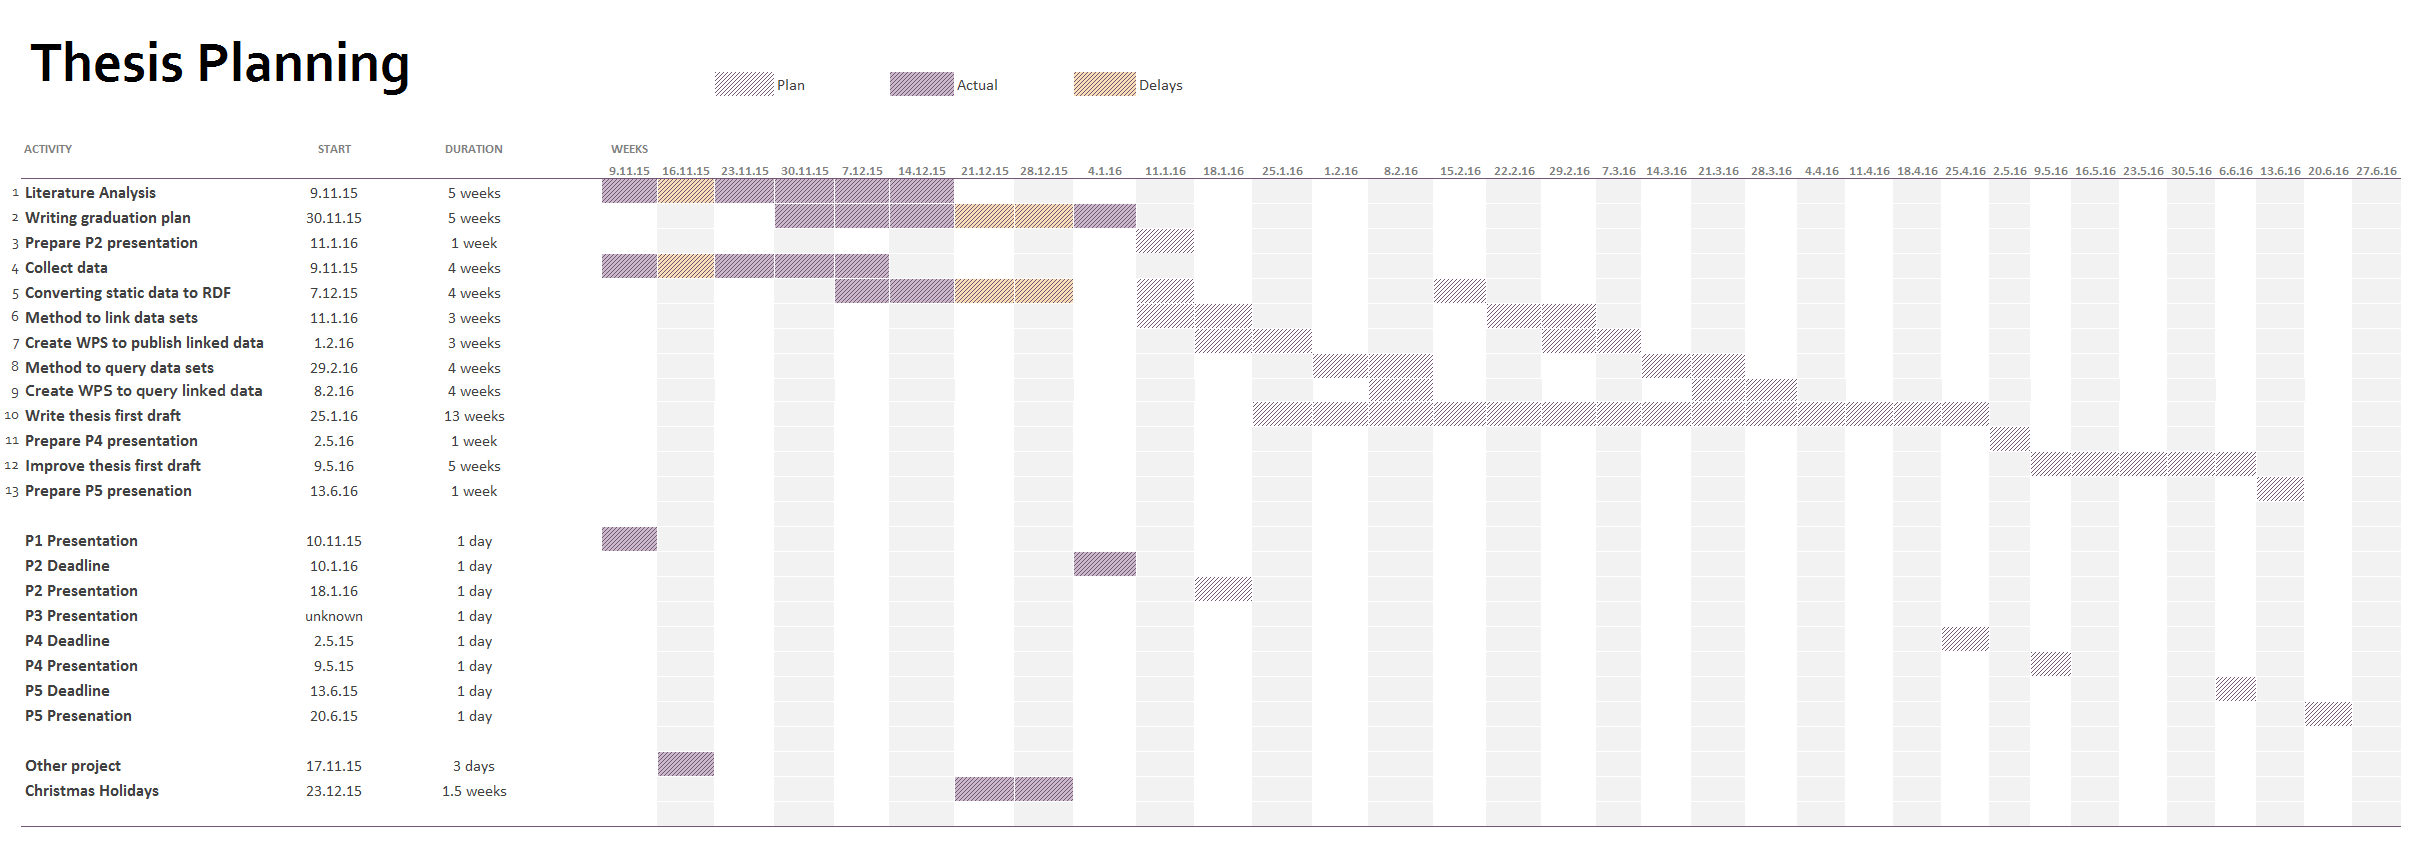 Thesis Planning
Plan Actual Delays
ACTIVITY START DURATION WEEKS
9.11.15 16.11.15 23.11.15 30.11.15 7.12.15 14.12.15 21.12.15 28.12.15 4.1.16 11.1.16 18.1.16 25.1.16 1.2.16 8.2.16 15.2.16 22.2.16 29.2.16 7.3.16 14.3.16 21.3.16 28.3.16 4.4.16 11.4.16 18.4.16 25.4.16 2.5.16 9.5.16 16.5.16 23.5.16 30.5.16 6.6.16 13.6.16 20.6.16 27.6.16
1 Literature Analysis 9.11.15 5 weeks
2 Writing graduation plan 30.11.15 5 weeks
3 Prepare P2 presentation 11.1.16 1 week
4 Collect data 9.11.15 4 weeks
5 Converting static data to RDF 7.12.15 4 weeks
6 Method to link data sets 11.1.16 3 weeks
7 Create WPS to publish linked data 1.2.16 3 weeks
8 Method to query data sets 29.2.16 4 weeks
9 Create WPS to query linked data 8.2.16 4 weeks
10 Write thesis first draft 25.1.16 13 weeks
11 Prepare P4 presentation 2.5.16 1 week
12 Improve thesis first draft 9.5.16 5 weeks
13 Prepare P5 presenation 13.6.16 1 week
P1 Presentation 10.11.15 1 day
P2 Deadline 10.1.16 1 day
P2 Presentation 18.1.16 1 day
P3 Presentation unknown 1 day
P4 Deadline 2.5.15 1 day
P4 Presentation 9.5.15 1 day
P5 Deadline 13.6.15 1 day
P5 Presenation 20.6.15 1 day
Other project 17.11.15 3 days
Christmas Holidays 23.12.15 1.5 weeks